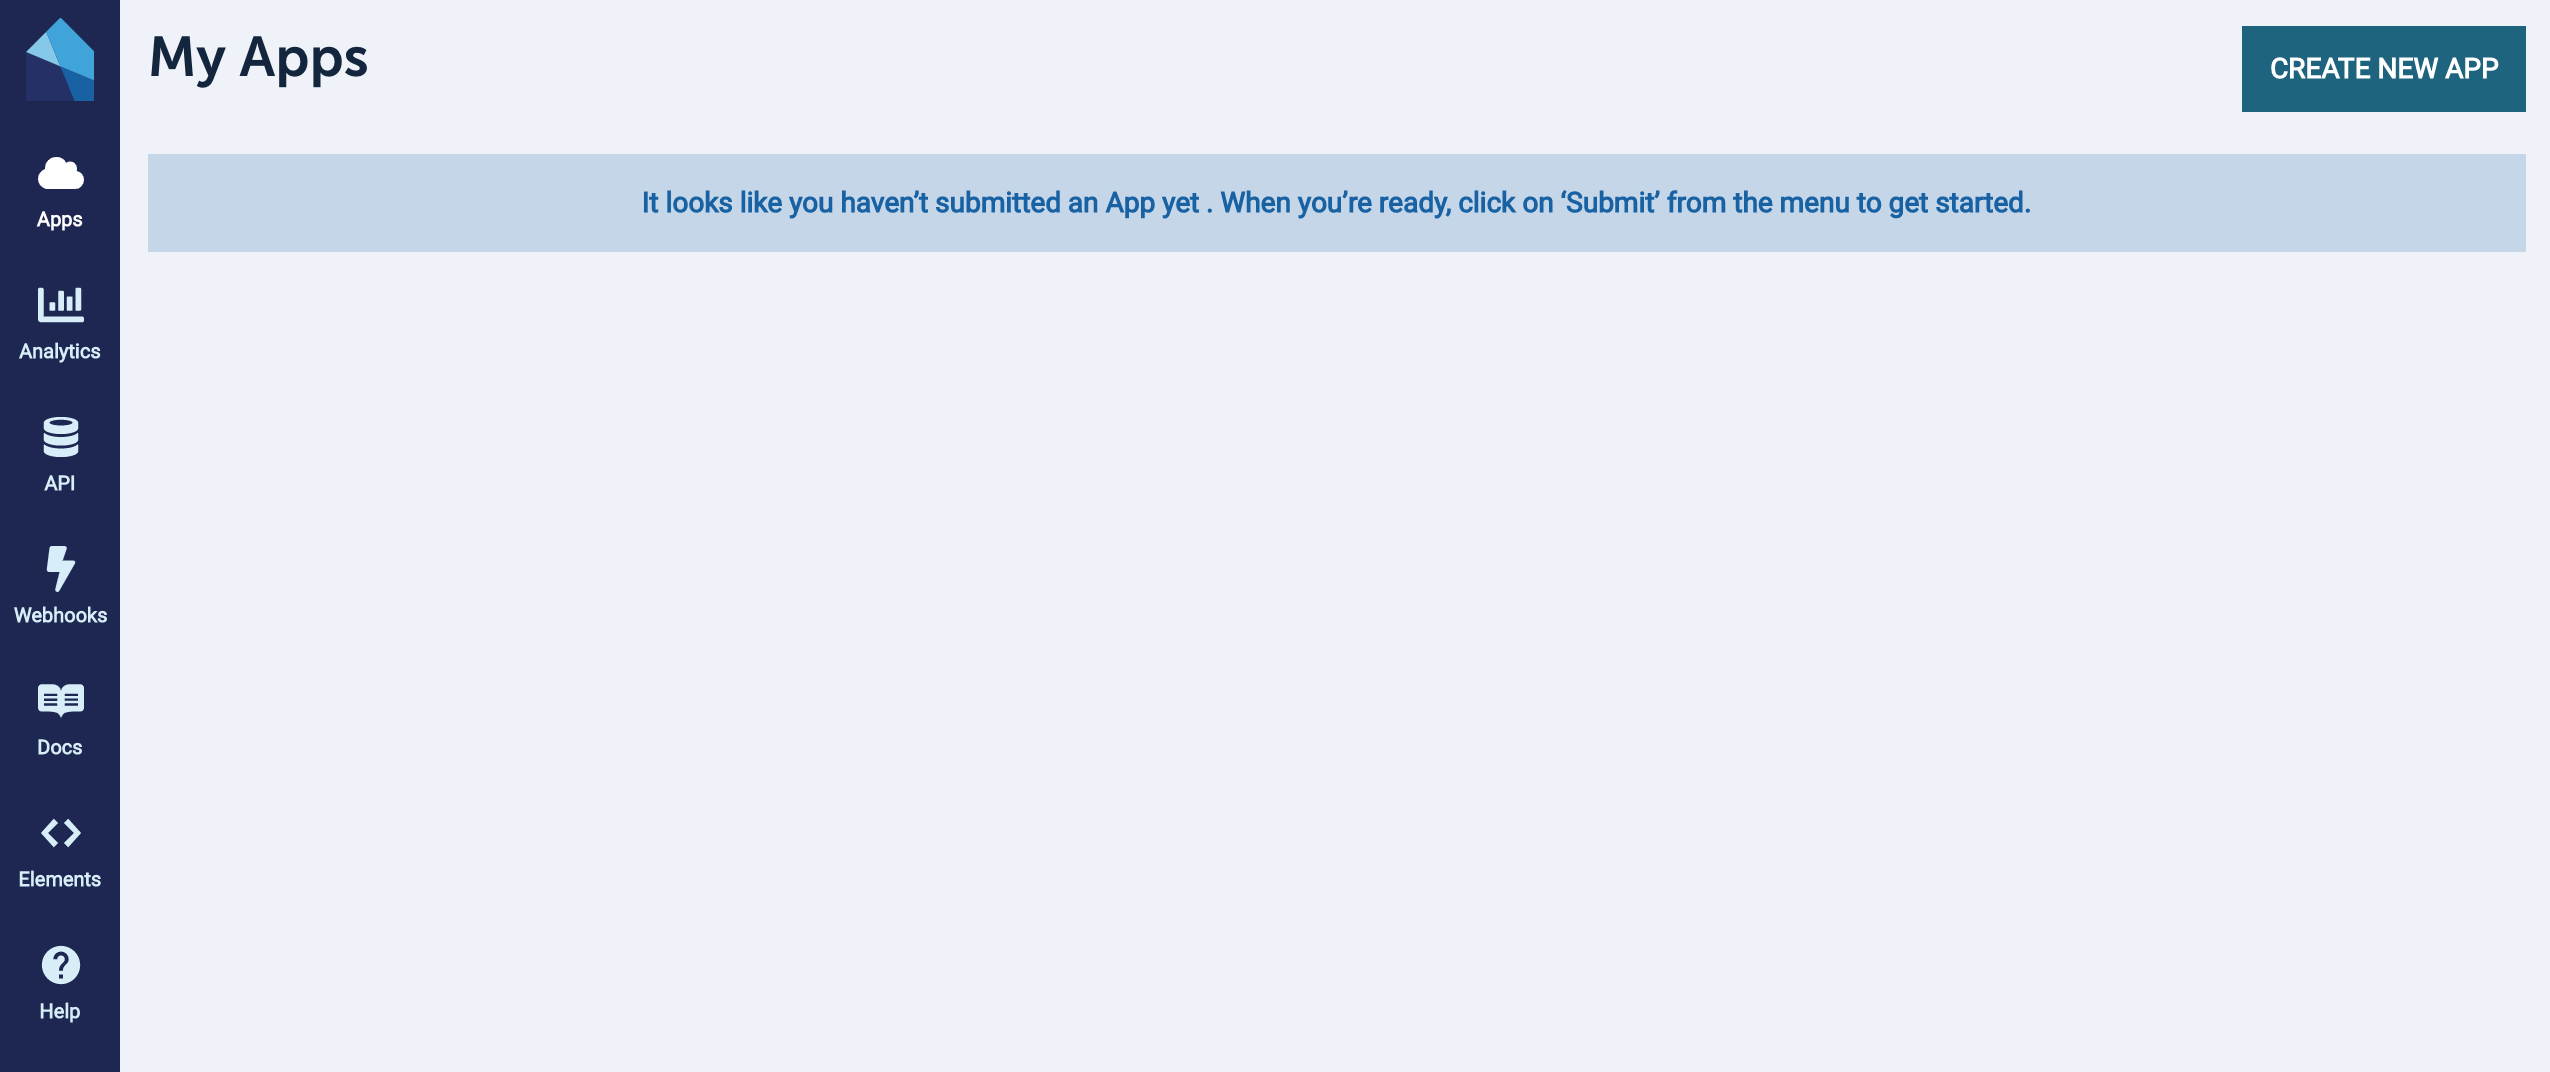 My Apps
CREATE NEW APP
It looks like you haven’t submitted an App yet . When you’re ready, click on ‘Submit’ from the menu to get started.
Apps
Analytics
API
Webhooks
Docs
Elements
Help